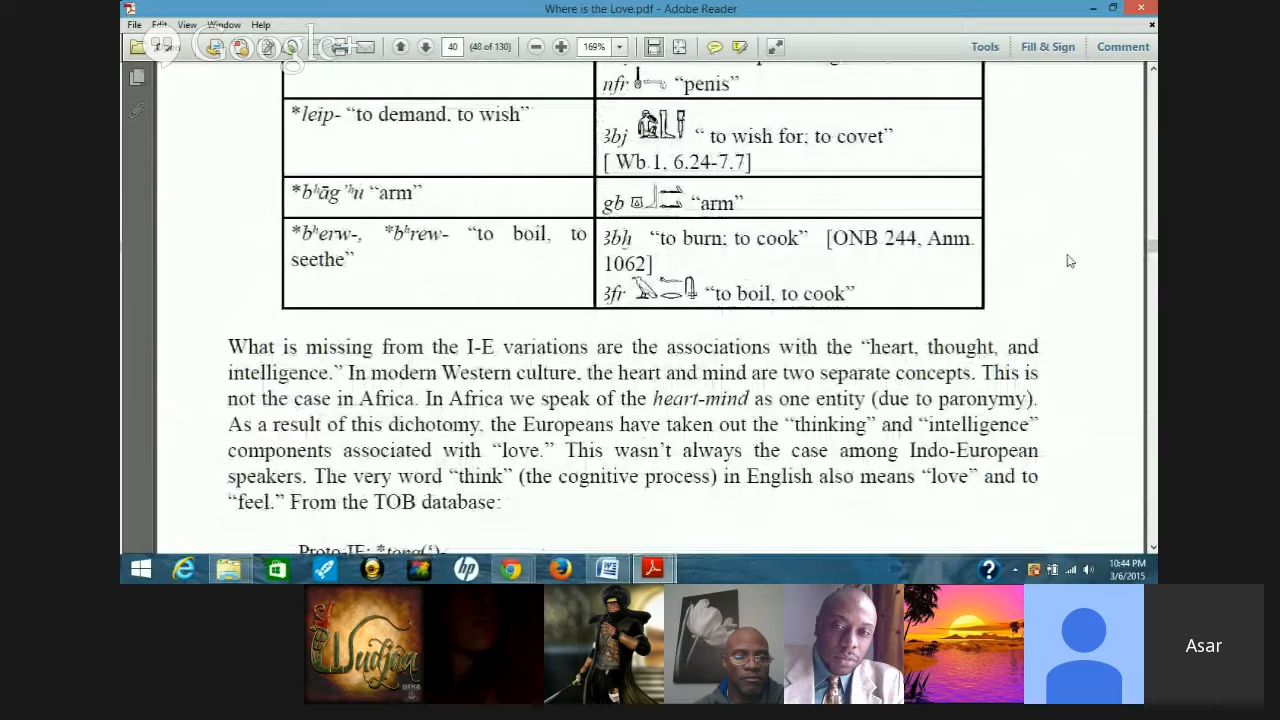 Where is the Love.pdf - Adobe Reader
File Edit View Window Help
Google+
40 (48 of 130) 169% Tools Fill & Sign Comment
nfr "penis"
*leip- "to demand, to wish"
ꜣbj " to wish for; to covet"
[ Wb 1, 6.24-7.7]
*bʰāg'ʰu "arm"
gb "arm"
*bʰerw-, *bʰrew- "to boil, to
seethe"
ꜣbḫ "to burn; to cook" [ONB 244, Anm.
1062]
ꜣfr "to boil, to cook"
What is missing from the I-E variations are the associations with the "heart, thought, and
intelligence." In modern Western culture, the heart and mind are two separate concepts. This is
not the case in Africa. In Africa we speak of the heart-mind as one entity (due to paronymy).
As a result of this dichotomy, the Europeans have taken out the "thinking" and "intelligence"
components associated with "love." This wasn't always the case among Indo-European
speakers. The very word "think" (the cognitive process) in English also means "love" and to
"feel." From the TOB database:
Proto-IE: *tong(ʻ)-
10:44 PM
3/6/2015
Wudjau
Asar